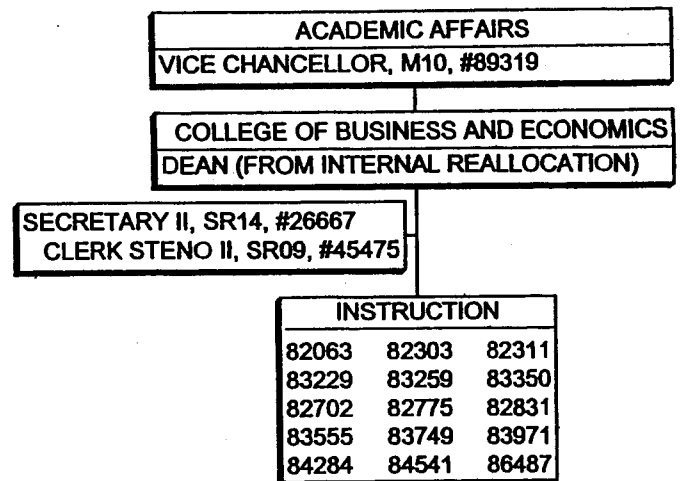 ACADEMIC AFFAIRS
VICE CHANCELLOR, M10, #89319
COLLEGE OF BUSINESS AND ECONOMICS
DEAN (FROM INTERNAL REALLOCATION)
SECRETARY II, SR14, #26667
CLERK STENO II, SR09, #45475
INSTRUCTION
82063 82303 82311
83229 83259 83350
82702 82775 82831
83555 83749 83971
84284 84541 86487